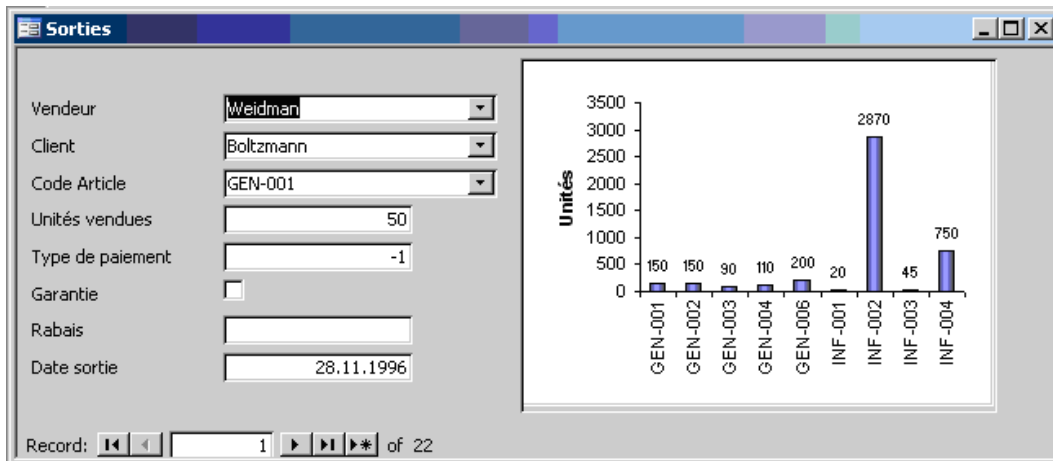 Sorties
Vendeur Weidman
Client Boltzmann
Code Article GEN-001
Unités vendues 50
Type de paiement -1
Garantie
Rabais
Date sortie 28.11.1996
Record: 1 of 22
Unités
3500
3000
2500
2000
1500
1000
500
0
150 150 90 110 200 20 2870 45 750
GEN-001 GEN-002 GEN-003 GEN-004 GEN-006 INF-001 INF-002 INF-003 INF-004